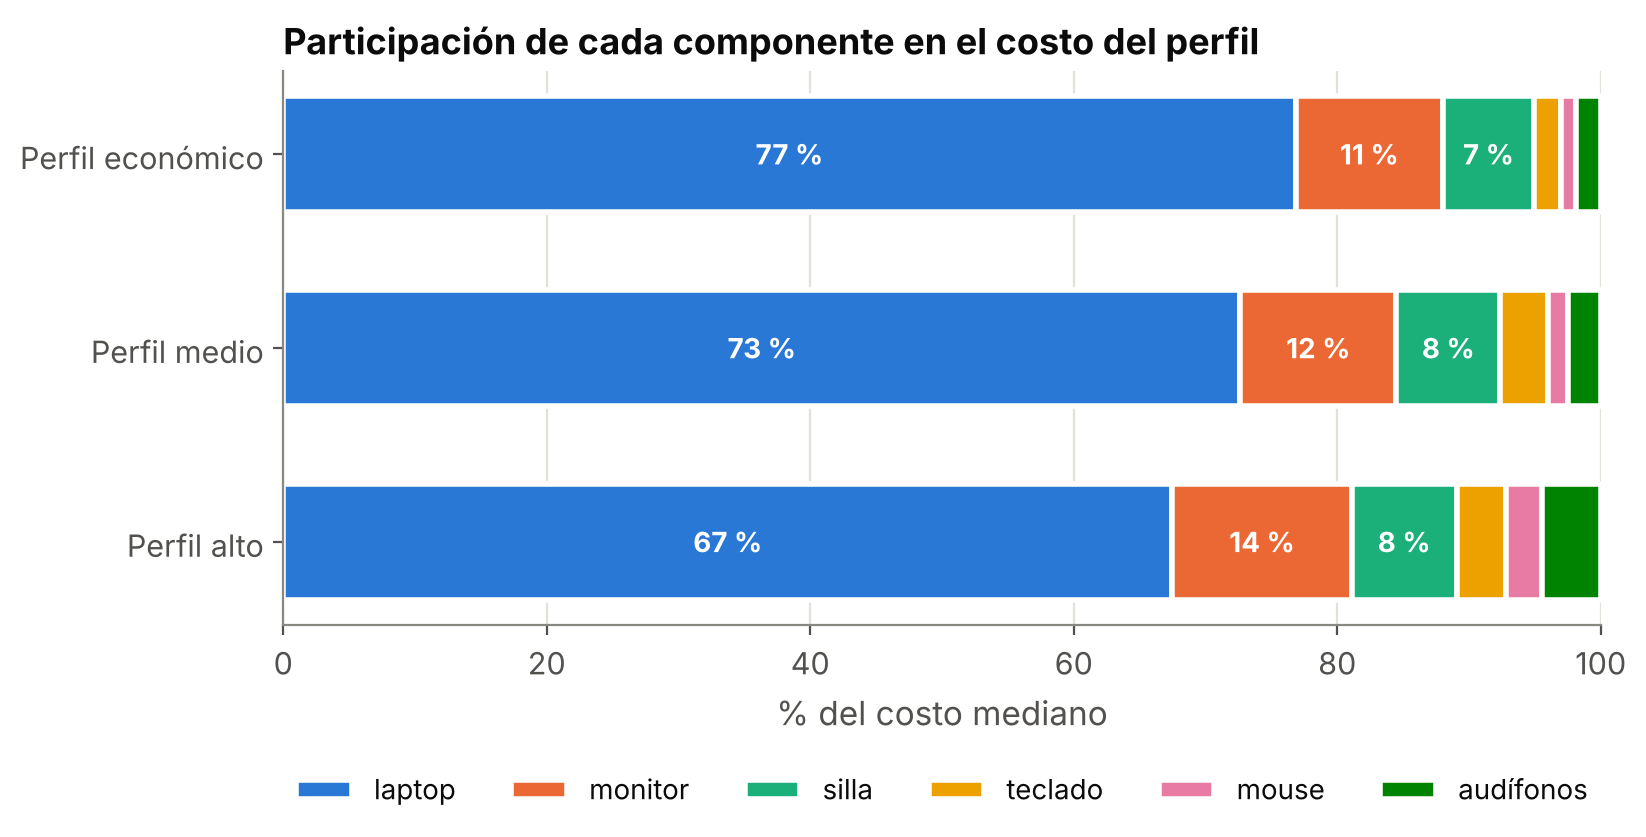 Participación de cada componente en el costo del perfil
Perfil económico
77 %
11 %
7 %
Perfil medio
73 %
12 %
8 %
Perfil alto
67 %
14 %
8 %
0 20 40 60 80 100
% del costo mediano
laptop monitor silla teclado mouse audífonos